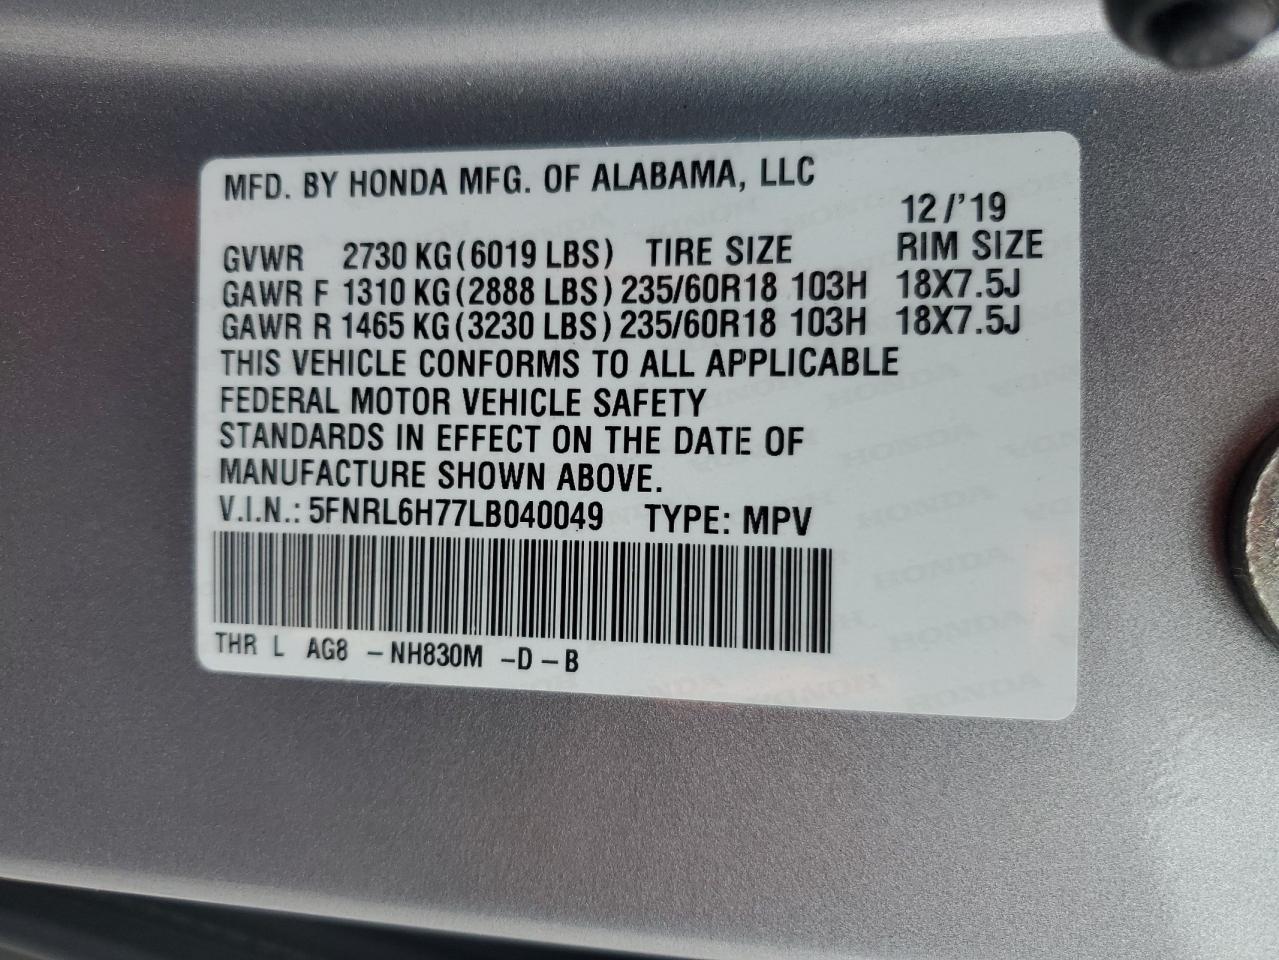 MFD. BY HONDA MFG. OF ALABAMA, LLC
12/'19
GVWR 2730 KG(6019 LBS) TIRE SIZE RIM SIZE
GAWR F 1310 KG(2888 LBS) 235/60R18 103H 18X7.5J
GAWR R 1465 KG(3230 LBS) 235/60R18 103H 18X7.5J
THIS VEHICLE CONFORMS TO ALL APPLICABLE
FEDERAL MOTOR VEHICLE SAFETY
STANDARDS IN EFFECT ON THE DATE OF
MANUFACTURE SHOWN ABOVE.
V.I.N.: 5FNRL6H77LB040049 TYPE: MPV
THR L AG8 -NH830M -D-B